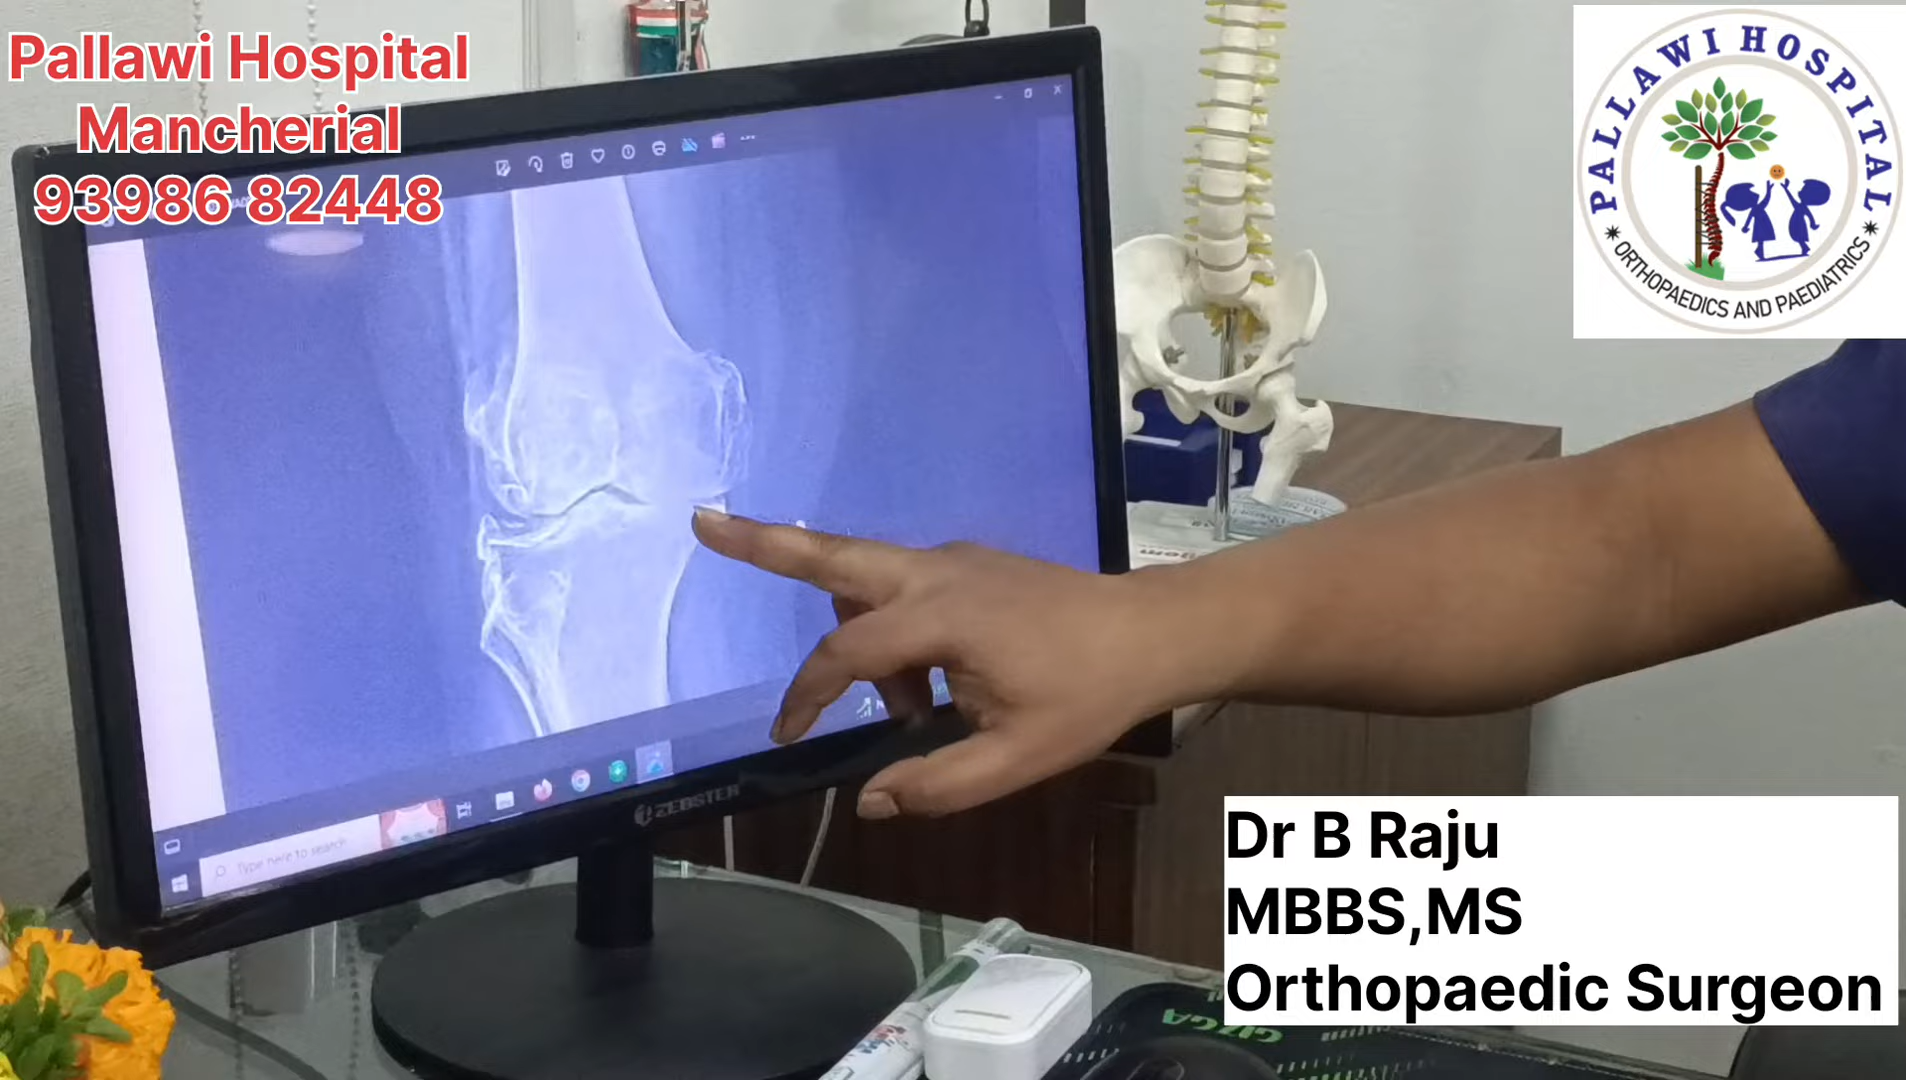 Pallawi Hospital
Mancherial
93986 82448
PALLAWI HOSPITAL
ORTHOPAEDICS AND PAEDIATRICS
Type here to search
ZEBSTER
GIZGA
Dr B Raju
MBBS,MS
Orthopaedic Surgeon